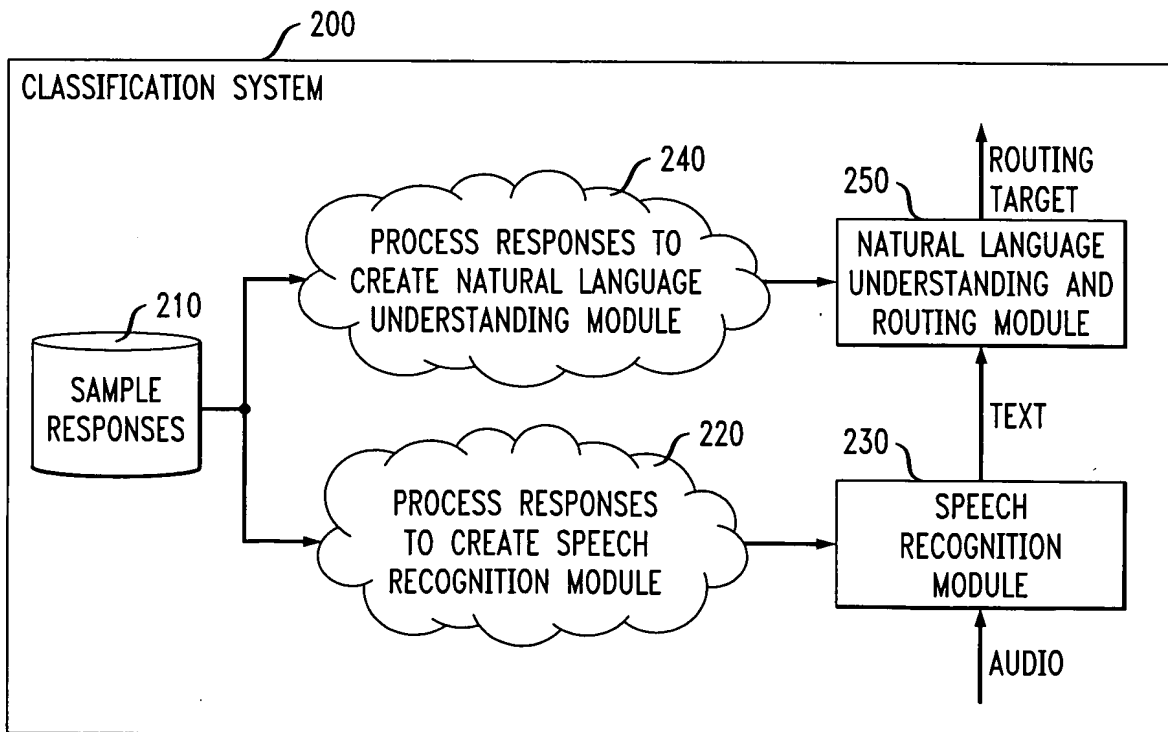 200
CLASSIFICATION SYSTEM
240
PROCESS RESPONSES TO
CREATE NATURAL LANGUAGE
UNDERSTANDING MODULE
ROUTING
TARGET
250
NATURAL LANGUAGE
UNDERSTANDING AND
ROUTING MODULE
210
SAMPLE
RESPONSES
TEXT
220
PROCESS RESPONSES
TO CREATE SPEECH
RECOGNITION MODULE
230
SPEECH
RECOGNITION
MODULE
AUDIO